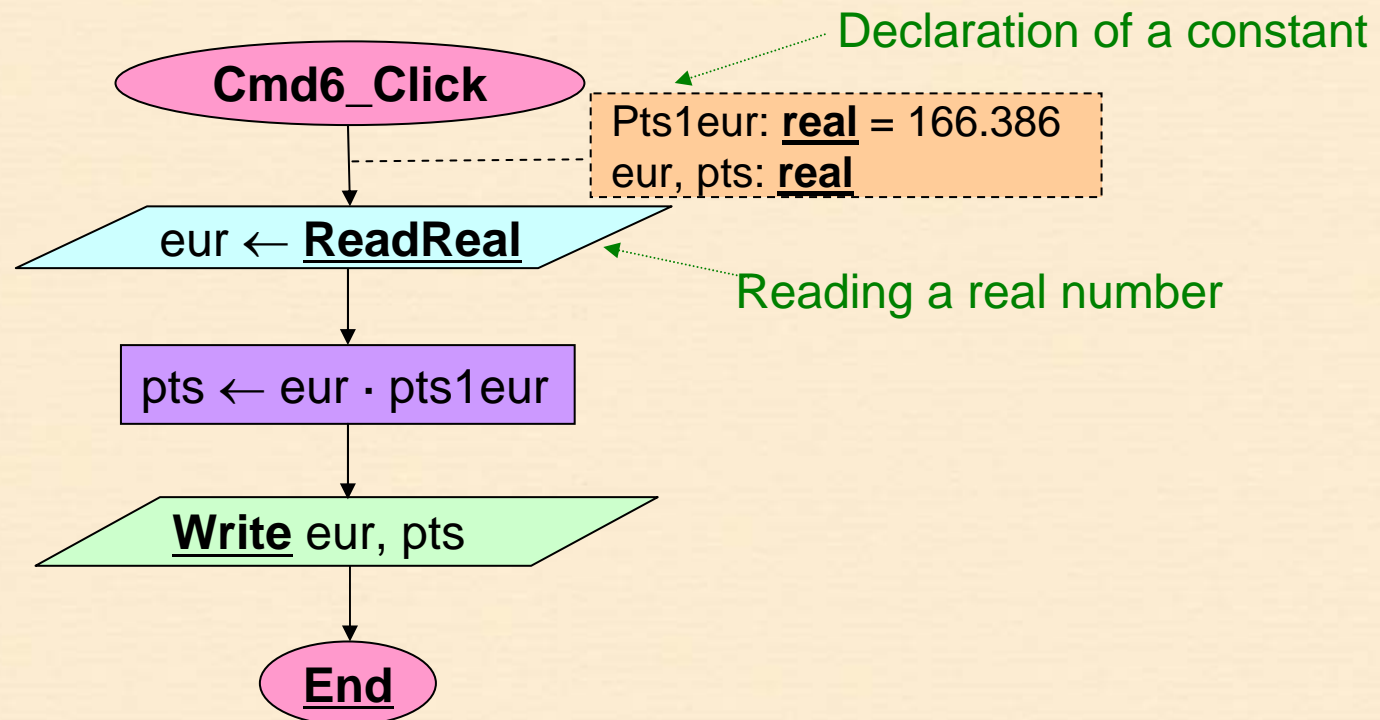 Declaration of a constant
Cmd6_Click
Pts1eur: real = 166.386
eur, pts: real
eur ← ReadReal
Reading a real number
pts ← eur · pts1eur
Write eur, pts
End